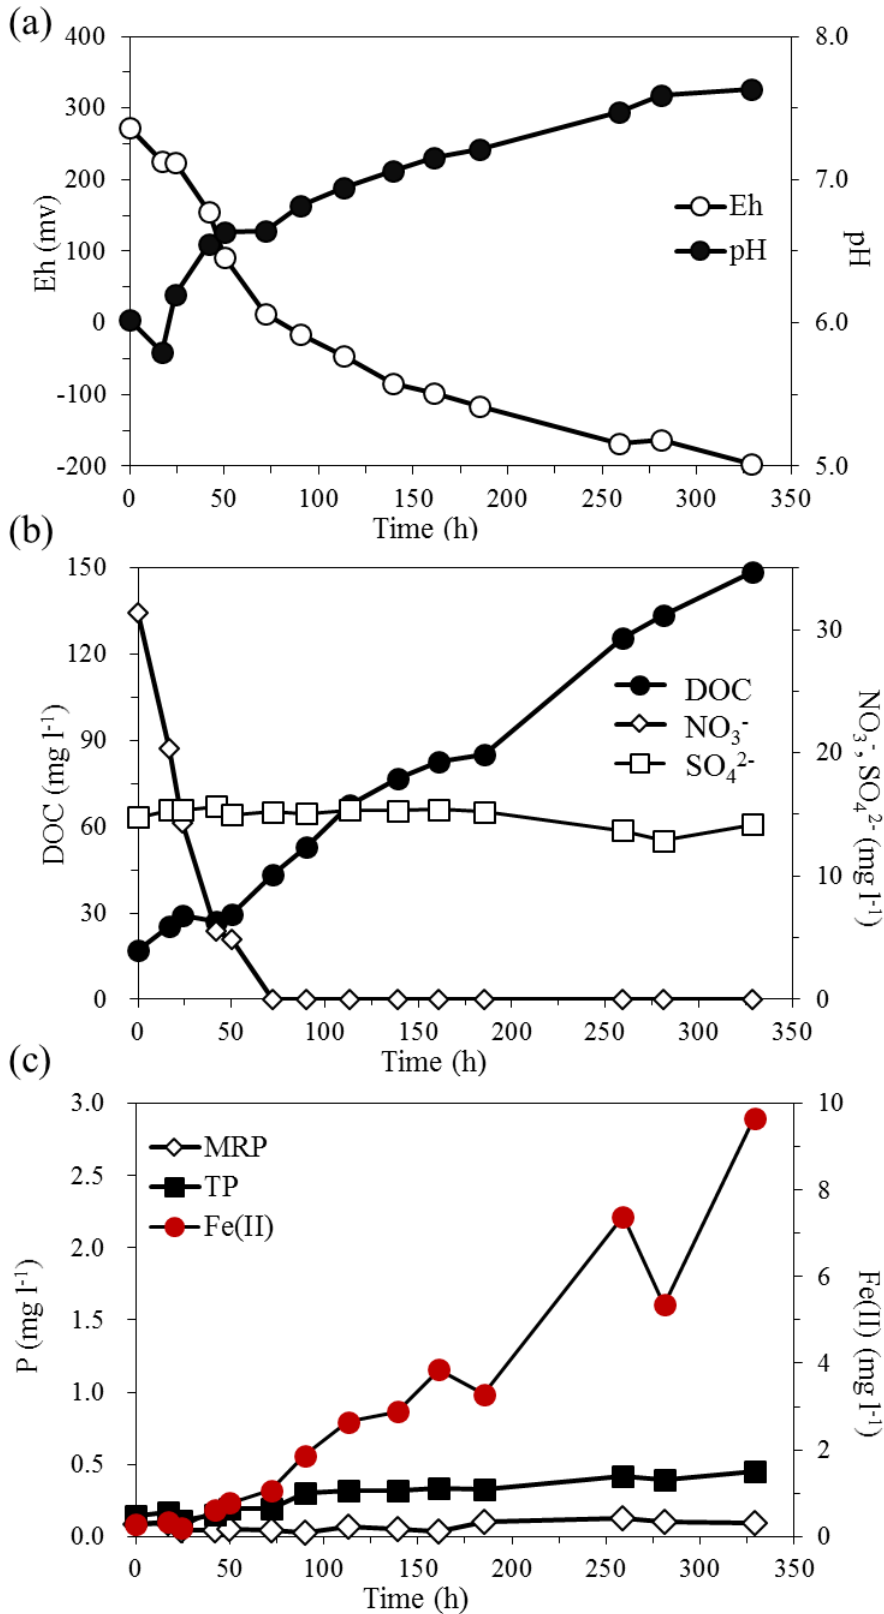 (a)
400
300
200
100
0
-100
-200
Eh (mv)
8.0
7.0
6.0
5.0
pH
Eh
pH
0 50 100 150 200 250 300 350
Time (h)
(b)
150
120
90
60
30
0
DOC (mg l⁻¹)
30
20
10
0
NO₃⁻, SO₄²⁻ (mg l⁻¹)
DOC
NO₃⁻
SO₄²⁻
0 50 100 150 200 250 300 350
Time (h)
(c)
3.0
2.5
2.0
1.5
1.0
0.5
0.0
P (mg l⁻¹)
10
8
6
4
2
0
Fe(II) (mg l⁻¹)
MRP
TP
Fe(II)
0 50 100 150 200 250 300 350
Time (h)